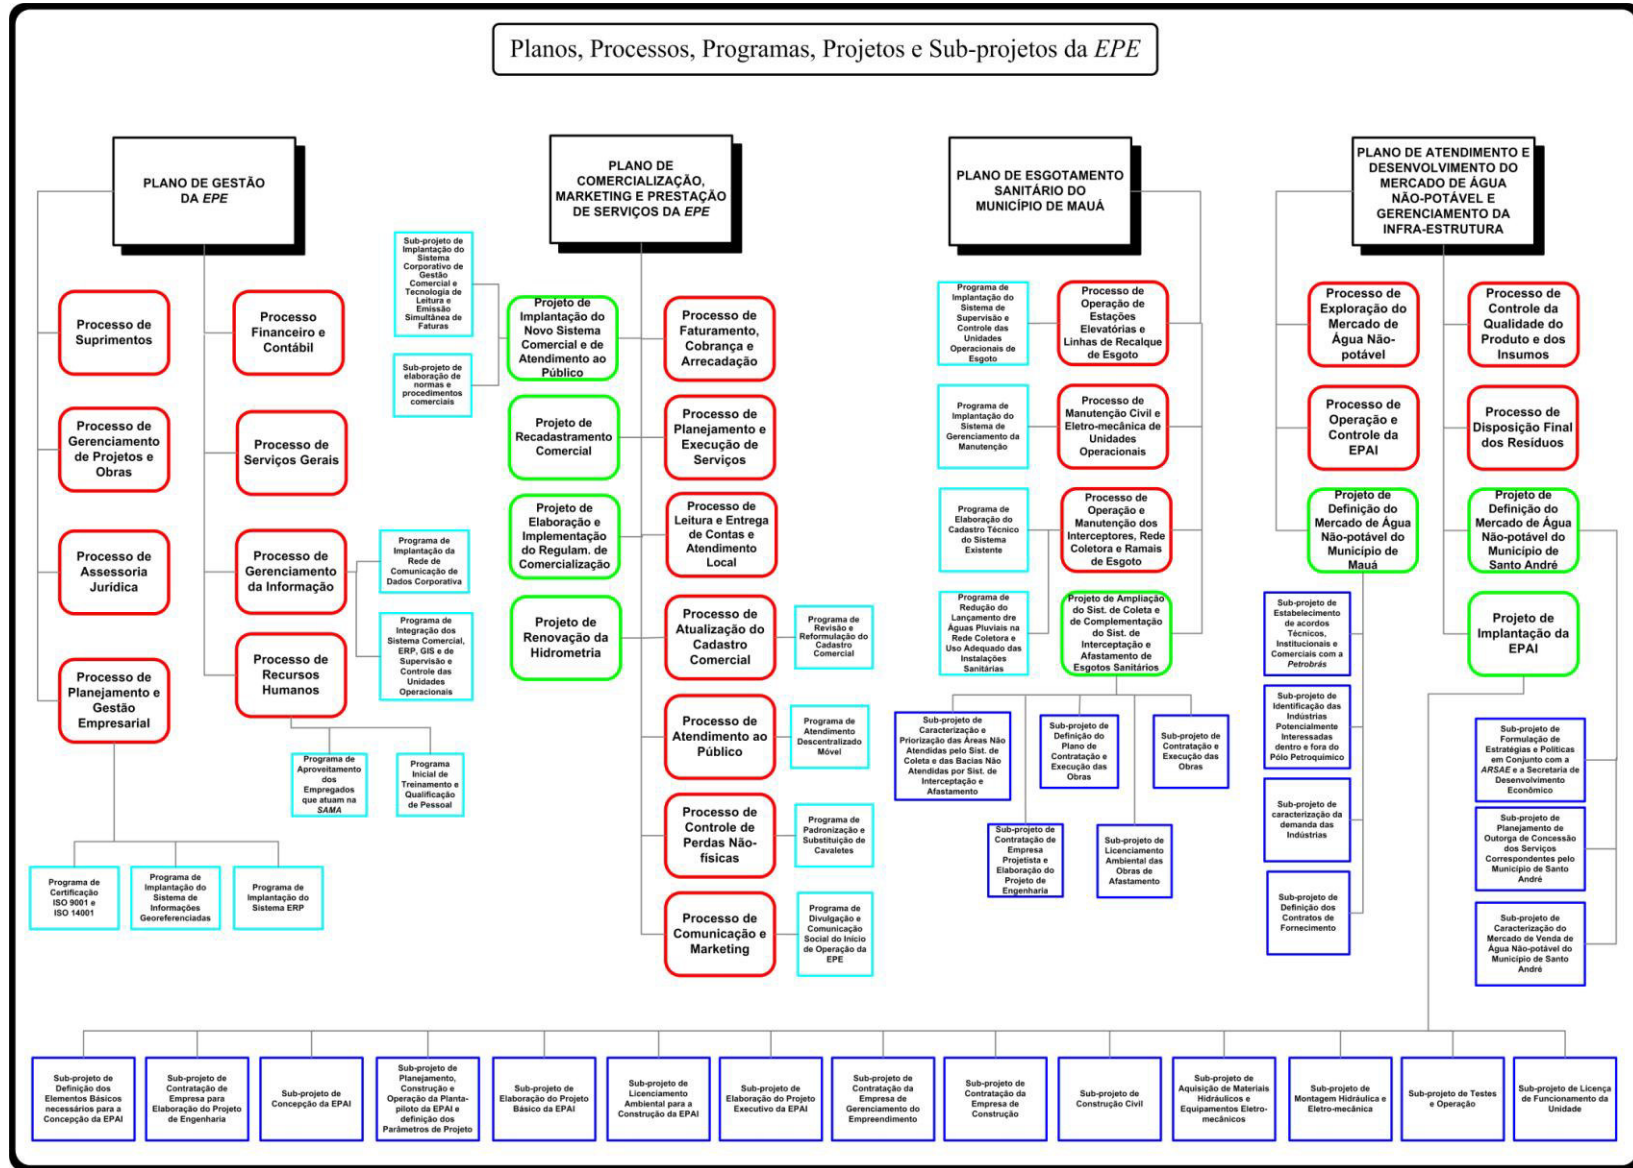 Planos, Processos, Programas, Projetos e Sub-projetos da EPE
PLANO DE GESTÃO
DA EPE
Processo de
Suprimentos
Processo
Financeiro e
Contábil
Processo de
Gerenciamento
de Projetos e
Obras
Processo de
Serviços Gerais
Processo de
Assessoria
Jurídica
Processo de
Gerenciamento
da Informação
Programa de
Implantação da
Rede de
Comunicação de
Dados Corporativa
Programa de
Integração dos
Sistema Comercial,
ERP, GIS e de
Supervisão e
Controle das
Unidades
Operacionais
Processo de
Planejamento e
Gestão
Empresarial
Processo de
Recursos
Humanos
Programa de
Aproveitamento
dos
Empregados
que atuam na
SAMA
Programa
Inicial de
Treinamento e
Qualificação
de Pessoal
Programa de
Certificação
ISO 9001 e
ISO 14001
Programa de
Implantação do
Sistema de
Informações
Georeferenciadas
Programa de
Implantação do
Sistema ERP
PLANO DE
COMERCIALIZAÇÃO,
MARKETING E PRESTAÇÃO
DE SERVIÇOS DA EPE
Sub-projeto de
Implantação do
Sistema
Corporativo de
Gestão
Comercial e
Tecnologia de
Leitura e
Emissão
Simultânea de
Faturas
Sub-projeto de
elaboração de
normas e
procedimentos
comerciais
Projeto de
Implantação do
Novo Sistema
Comercial e de
Atendimento ao
Público
Processo de
Faturamento,
Cobrança e
Arrecadação
Projeto de
Recadastramento
Comercial
Processo de
Planejamento e
Execução de
Serviços
Projeto de
Elaboração e
Implementação
do Regulam. de
Comercialização
Processo de
Leitura e Entrega
de Contas e
Atendimento
Local
Projeto de
Renovação da
Hidrometria
Processo de
Atualização do
Cadastro
Comercial
Programa de
Revisão e
Reformulação do
Cadastro
Comercial
Processo de
Atendimento ao
Público
Programa de
Atendimento
Descentralizado
Móvel
Processo de
Controle de
Perdas Não-
físicas
Programa de
Padronização e
Substituição de
Cavaletes
Processo de
Comunicação e
Marketing
Programa de
Divulgação e
Comunicação
Social do Início
de Operação da
EPE
PLANO DE ESGOTAMENTO
SANITÁRIO DO
MUNICÍPIO DE MAUÁ
Programa de
Implantação do
Sistema de
Supervisão e
Controle das
Unidades
Operacionais de
Esgoto
Processo de
Operação de
Estações
Elevatórias e
Linhas de Recalque
de Esgoto
Programa de
Implantação do
Sistema de
Gerenciamento da
Manutenção
Processo de
Manutenção Civil e
Eletro-mecânica de
Unidades
Operacionais
Programa de
Elaboração do
Cadastro Técnico
do Sistema
Existente
Processo de
Operação e
Manutenção dos
Interceptores, Rede
Coletora e Ramais
de Esgoto
Programa de
Redução do
Lançamento dre
Águas Pluviais na
Rede Coletora e
Uso Adequado das
Instalações
Sanitárias
Projeto de Ampliação
do Sist. de Coleta e
de Complementação
do Sist. de
Interceptação e
Afastamento de
Esgotos Sanitários
Sub-projeto de
Caracterização e
Priorização das Áreas Não
Atendidas pelo Sist. de
Coleta e das Bacias Não
Atendidas por Sist. de
Interceptação e
Afastamento
Sub-projeto de
Definição do
Plano de
Contratação e
Execução das
Obras
Sub-projeto de
Contratação e
Execução das
Obras
Sub-projeto de
Contratação de
Empresa
Projetista e
Elaboração do
Projeto de
Engenharia
Sub-projeto de
Licenciamento
Ambiental das
Obras de
Afastamento
PLANO DE ATENDIMENTO E
DESENVOLVIMENTO DO
MERCADO DE ÁGUA
NÃO-POTÁVEL E
GERENCIAMENTO DA
INFRA-ESTRUTURA
Processo de
Exploração do
Mercado de
Água Não-
potável
Processo de
Controle da
Qualidade do
Produto e dos
Insumos
Processo de
Operação e
Controle da
EPAI
Processo de
Disposição Final
dos Resíduos
Projeto de
Definição do
Mercado de Água
Não-potável do
Município de
Mauá
Projeto de
Definição do
Mercado de Água
Não-potável do
Município de
Santo André
Sub-projeto de
Estabelecimento
de acordos
Técnicos,
Institucionais e
Comerciais com a
Petrobrás
Projeto de
Implantação da
EPAI
Sub-projeto de
Identificação das
Indústrias
Potencialmente
Interessadas
dentro e fora do
Pólo Petroquímico
Sub-projeto de
caracterização da
demanda das
Indústrias
Sub-projeto de
Definição dos
Contratos de
Fornecimento
Sub-projeto de
Formulação de
Estratégias e Políticas
em Conjunto com a
ARSAE e a Secretaria de
Desenvolvimento
Econômico
Sub-projeto de
Planejamento de
Outorga de Concessão
dos Serviços
Correspondentes pelo
Município de Santo
André
Sub-projeto de
Caracterização do
Mercado de Venda de
Água Não-potável do
Município de Santo
André
Sub-projeto de
Definição dos
Elementos Básicos
necessários para a
Concepção da EPAI
Sub-projeto de
Contratação de
Empresa para
Elaboração do Projeto
de Engenharia
Sub-projeto de
Concepção da EPAI
Sub-projeto de
Planejamento,
Construção e
Operação da Planta-
piloto da EPAI e
definição dos
Parâmetros de Projeto
Sub-projeto de
Elaboração do Projeto
Básico da EPAI
Sub-projeto de
Licenciamento
Ambiental para a
Construção da EPAI
Sub-projeto de
Elaboração do Projeto
Executivo da EPAI
Sub-projeto de
Contratação da
Empresa de
Gerenciamento do
Empreendimento
Sub-projeto de
Contratação da
Empresa de
Construção
Sub-projeto de
Construção Civil
Sub-projeto de
Aquisição de Materiais
Hidráulicos e
Equipamentos Eletro-
mecânicos
Sub-projeto de
Montagem Hidráulica e
Eletro-mecânica
Sub-projeto de Testes
e Operação
Sub-projeto de Licença
de Funcionamento da
Unidade